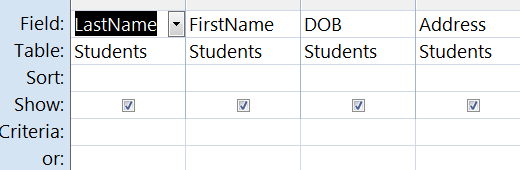 Field: LastName FirstName DOB Address
Table: Students Students Students Students
Sort:
Show:
Criteria:
or: